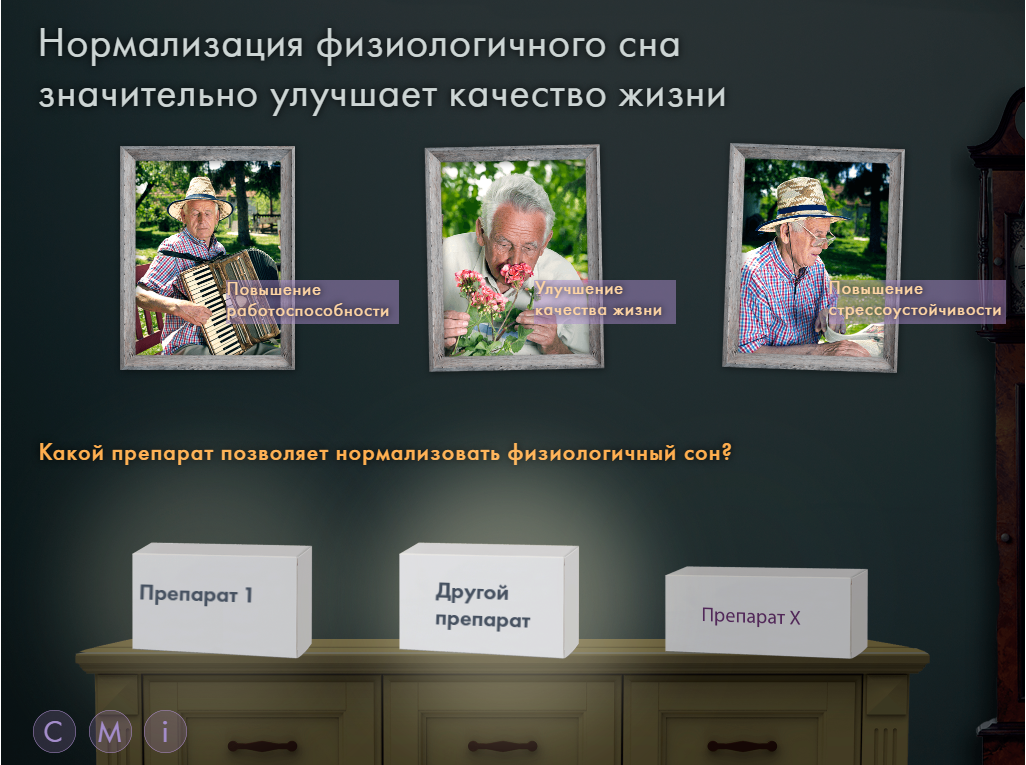 Нормализация физиологичного сна
значительно улучшает качество жизни
Повышение
работоспособности
Улучшение
качества жизни
Повышение
стрессоустойчивости
Какой препарат позволяет нормализовать физиологичный сон?
Препарат 1
Другой
препарат
Препарат X
С М i